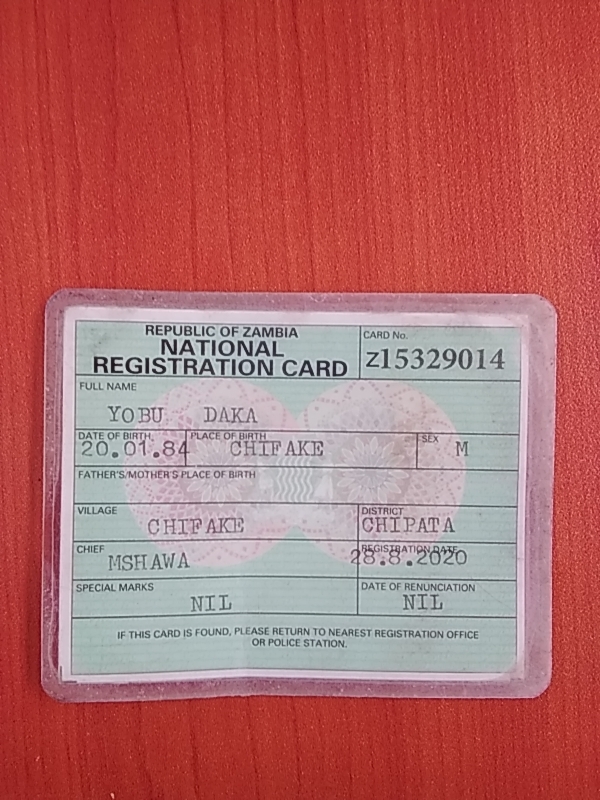 REPUBLIC OF ZAMBIA
NATIONAL
REGISTRATION CARD
CARD No.
Z15329014
FULL NAME
YOBU DAKA
DATE OF BIRTH PLACE OF BIRTH SEX
20.01.84 CHIFAKE M
FATHER'S/MOTHER'S PLACE OF BIRTH
VILLAGE DISTRICT
CHIFAKE CHIPATA
CHIEF REGISTRATION DATE
MSHAWA 28.8.2020
SPECIAL MARKS DATE OF RENUNCIATION
NIL NIL
IF THIS CARD IS FOUND, PLEASE RETURN TO NEAREST REGISTRATION OFFICE
OR POLICE STATION.